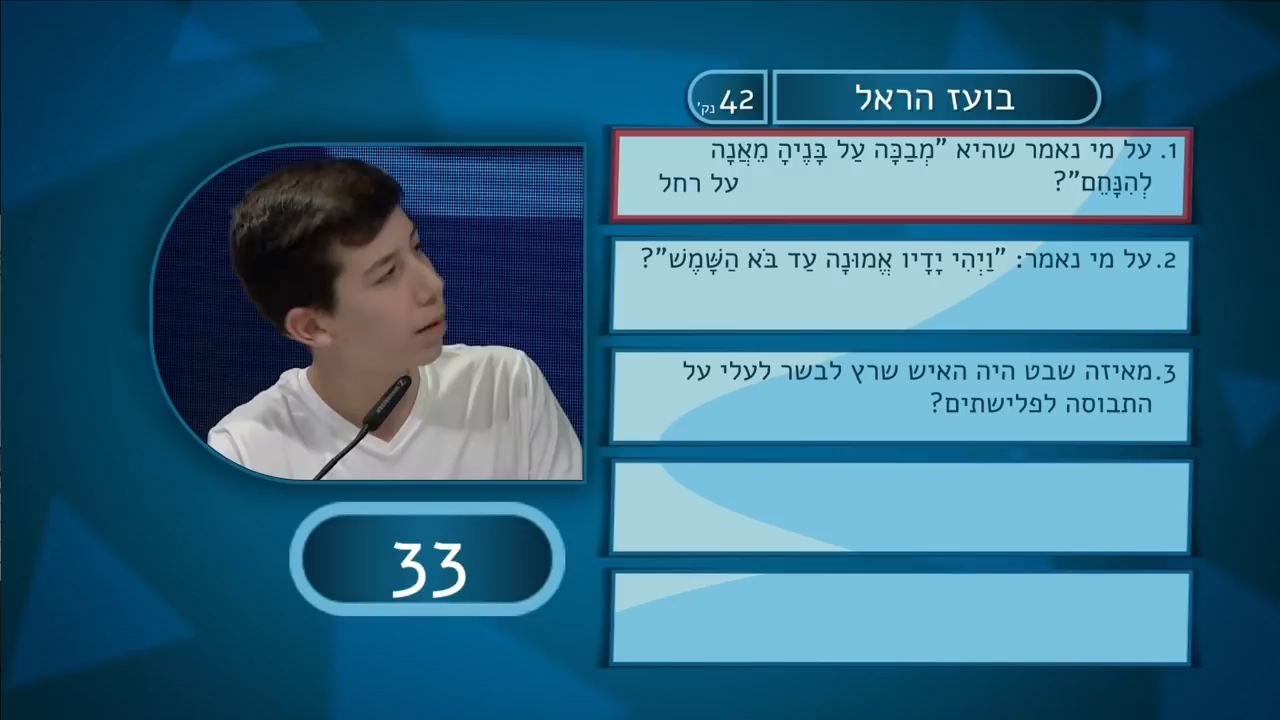 בועז הראל
42 נק'
1. על מי נאמר שהיא "מְבַכָּה עַל בָּנֶיהָ מֵאֲנָה
לְהִנָּחֵם"? על רחל
2. על מי נאמר: "וַיְהִי יָדָיו אֱמוּנָה עַד בֹּא הַשָּׁמֶשׁ"?
3. מאיזה שבט היה האיש שרץ לבשר לעלי על
התבוסה לפלישתים?
33